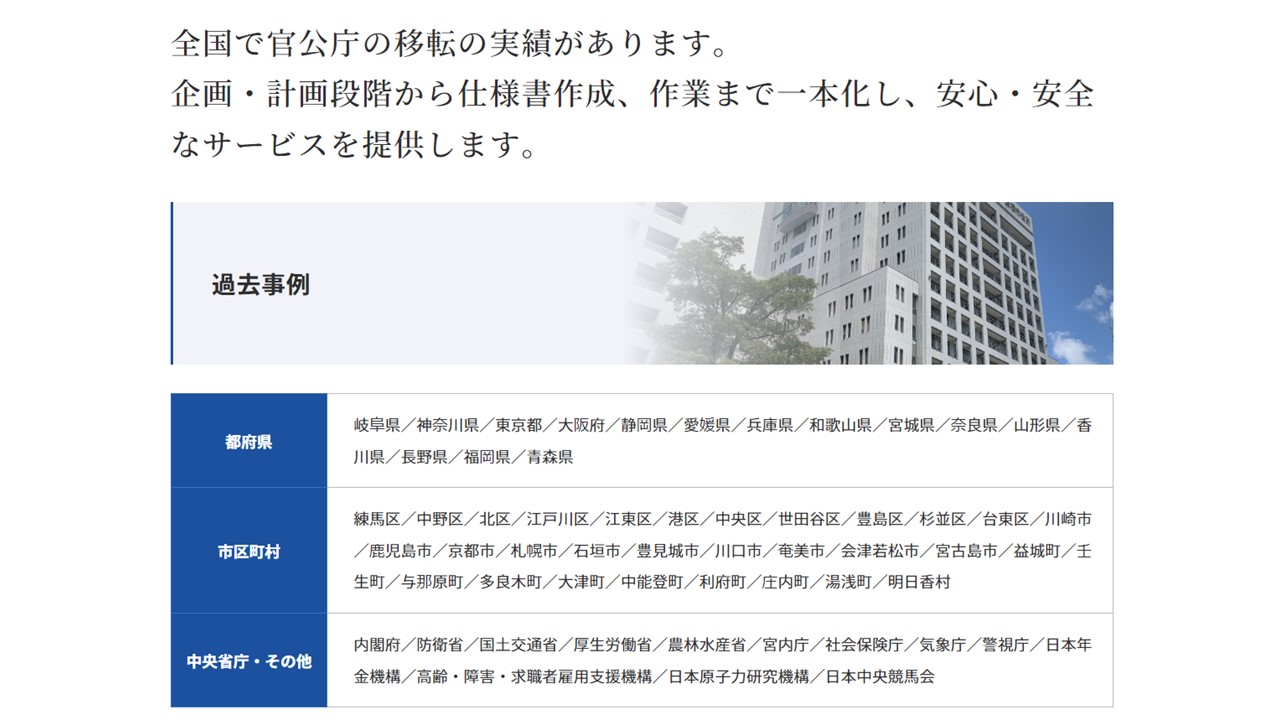 全国で官公庁の移転の実績があります。
企画・計画段階から仕様書作成、作業まで一本化し、安心・安全
なサービスを提供します。
過去事例
都府県
岐阜県／神奈川県／東京都／大阪府／静岡県／愛媛県／兵庫県／和歌山県／宮城県／奈良県／山形県／香
川県／長野県／福岡県／青森県
市区町村
練馬区／中野区／北区／江戸川区／江東区／港区／中央区／世田谷区／豊島区／杉並区／台東区／川崎市
／鹿児島市／京都市／札幌市／石垣市／豊見城市／川口市／奄美市／会津若松市／宮古島市／益城町／壬
生町／与那原町／多良木町／大津町／中能登町／利府町／庄内町／湯浅町／明日香村
中央省庁・その他
内閣府／防衛省／国土交通省／厚生労働省／農林水産省／宮内庁／社会保険庁／気象庁／警視庁／日本年
金機構／高齢・障害・求職者雇用支援機構／日本原子力研究機構／日本中央競馬会